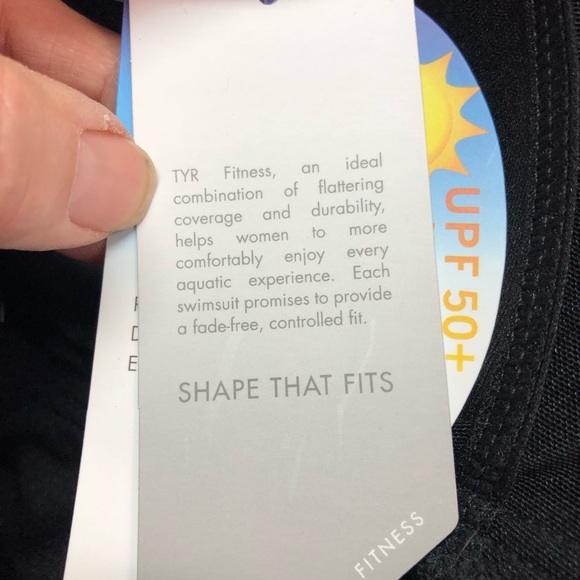 TYR Fitness, an ideal
combination of flattering
coverage and durability,
helps women to more
comfortably enjoy every
aquatic experience. Each
swimsuit promises to provide
a fade-free, controlled fit.
SHAPE THAT FITS
FITNESS
UPF 50+
E